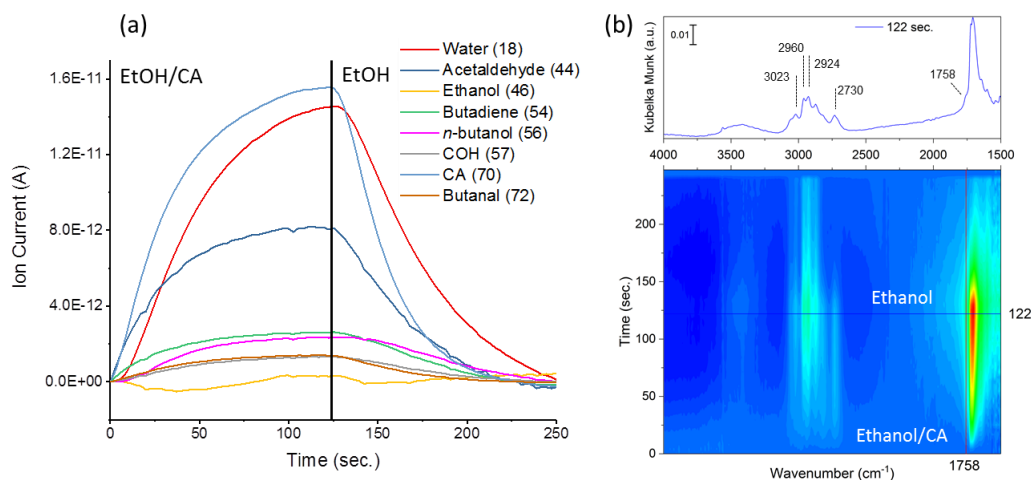 (a)
EtOH/CA
EtOH
Water (18)
Acetaldehyde (44)
Ethanol (46)
Butadiene (54)
n-butanol (56)
COH (57)
CA (70)
Butanal (72)
1.6E-11
1.2E-11
8.0E-12
4.0E-12
0.0E+00
Ion Current (A)
0 50 100 150 200 250
Time (sec.)
(b)
0.01
122 sec.
2960
3023
2924
2730
1758
Kubelka Munk (a.u.)
4000 3500 3000 2500 2000 1500
200
150
100
50
0
Time (sec.)
Ethanol
122
Ethanol/CA
Wavenumber (cm-1)
1758